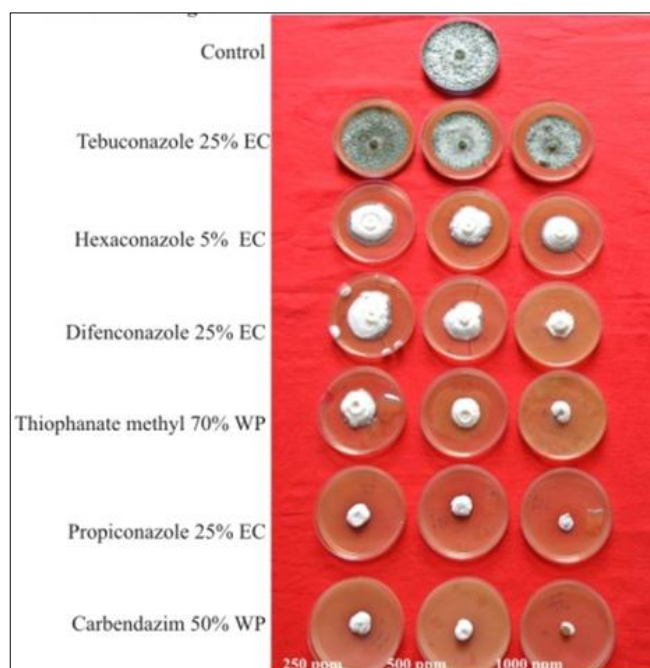 Control
Tebuconazole 25% EC
Hexaconazole 5% EC
Difenconazole 25% EC
Thiophanate methyl 70% WP
Propiconazole 25% EC
Carbendazim 50% WP
250 ppm 500 ppm 1000 ppm